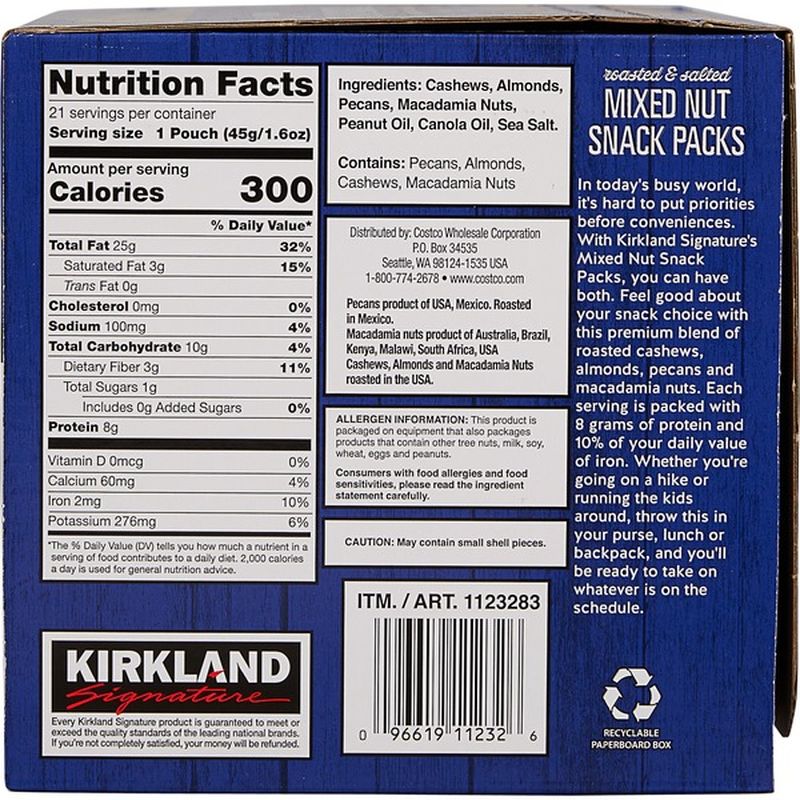 Nutrition Facts
21 servings per container
Serving size 1 Pouch (45g/1.6oz)
Amount per serving
Calories 300
% Daily Value*
Total Fat 25g 32%
Saturated Fat 3g 15%
Trans Fat 0g
Cholesterol 0mg 0%
Sodium 100mg 4%
Total Carbohydrate 10g 4%
Dietary Fiber 3g 11%
Total Sugars 1g
Includes 0g Added Sugars 0%
Protein 8g
Vitamin D 0mcg 0%
Calcium 60mg 4%
Iron 2mg 10%
Potassium 276mg 6%
*The % Daily Value (DV) tells you how much a nutrient in a
serving of food contributes to a daily diet. 2,000 calories
a day is used for general nutrition advice.
KIRKLAND
Signature
Every Kirkland Signature product is guaranteed to meet or
exceed the quality standards of the leading national brands.
If you're not completely satisfied, your money will be refunded.
Ingredients: Cashews, Almonds,
Pecans, Macadamia Nuts,
Peanut Oil, Canola Oil, Sea Salt.
Contains: Pecans, Almonds,
Cashews, Macadamia Nuts
Distributed by: Costco Wholesale Corporation
P.O. Box 34535
Seattle, WA 98124-1535 USA
1-800-774-2678 • www.costco.com
Pecans product of USA, Mexico. Roasted
in Mexico.
Macadamia nuts product of Australia, Brazil,
Kenya, Malawi, South Africa, USA
Cashews, Almonds and Macadamia Nuts
roasted in the USA.
ALLERGEN INFORMATION: This product is
packaged on equipment that also packages
products that contain other tree nuts, milk, soy,
wheat, eggs and peanuts.
Consumers with food allergies and food
sensitivities, please read the ingredient
statement carefully.
CAUTION: May contain small shell pieces.
ITM. / ART. 1123283
0 96619 11232 6
roasted & salted
MIXED NUT
SNACK PACKS
In today's busy world,
it's hard to put priorities
before conveniences.
With Kirkland Signature's
Mixed Nut Snack
Packs, you can have
both. Feel good about
your snack choice with
this premium blend of
roasted cashews,
almonds, pecans and
macadamia nuts. Each
serving is packed with
8 grams of protein and
10% of your daily value
of iron. Whether you're
going on a hike or
running the kids
around, throw this in
your purse, lunch or
backpack, and you'll
be ready to take on
whatever is on the
schedule.
RECYCLABLE
PAPERBOARD BOX